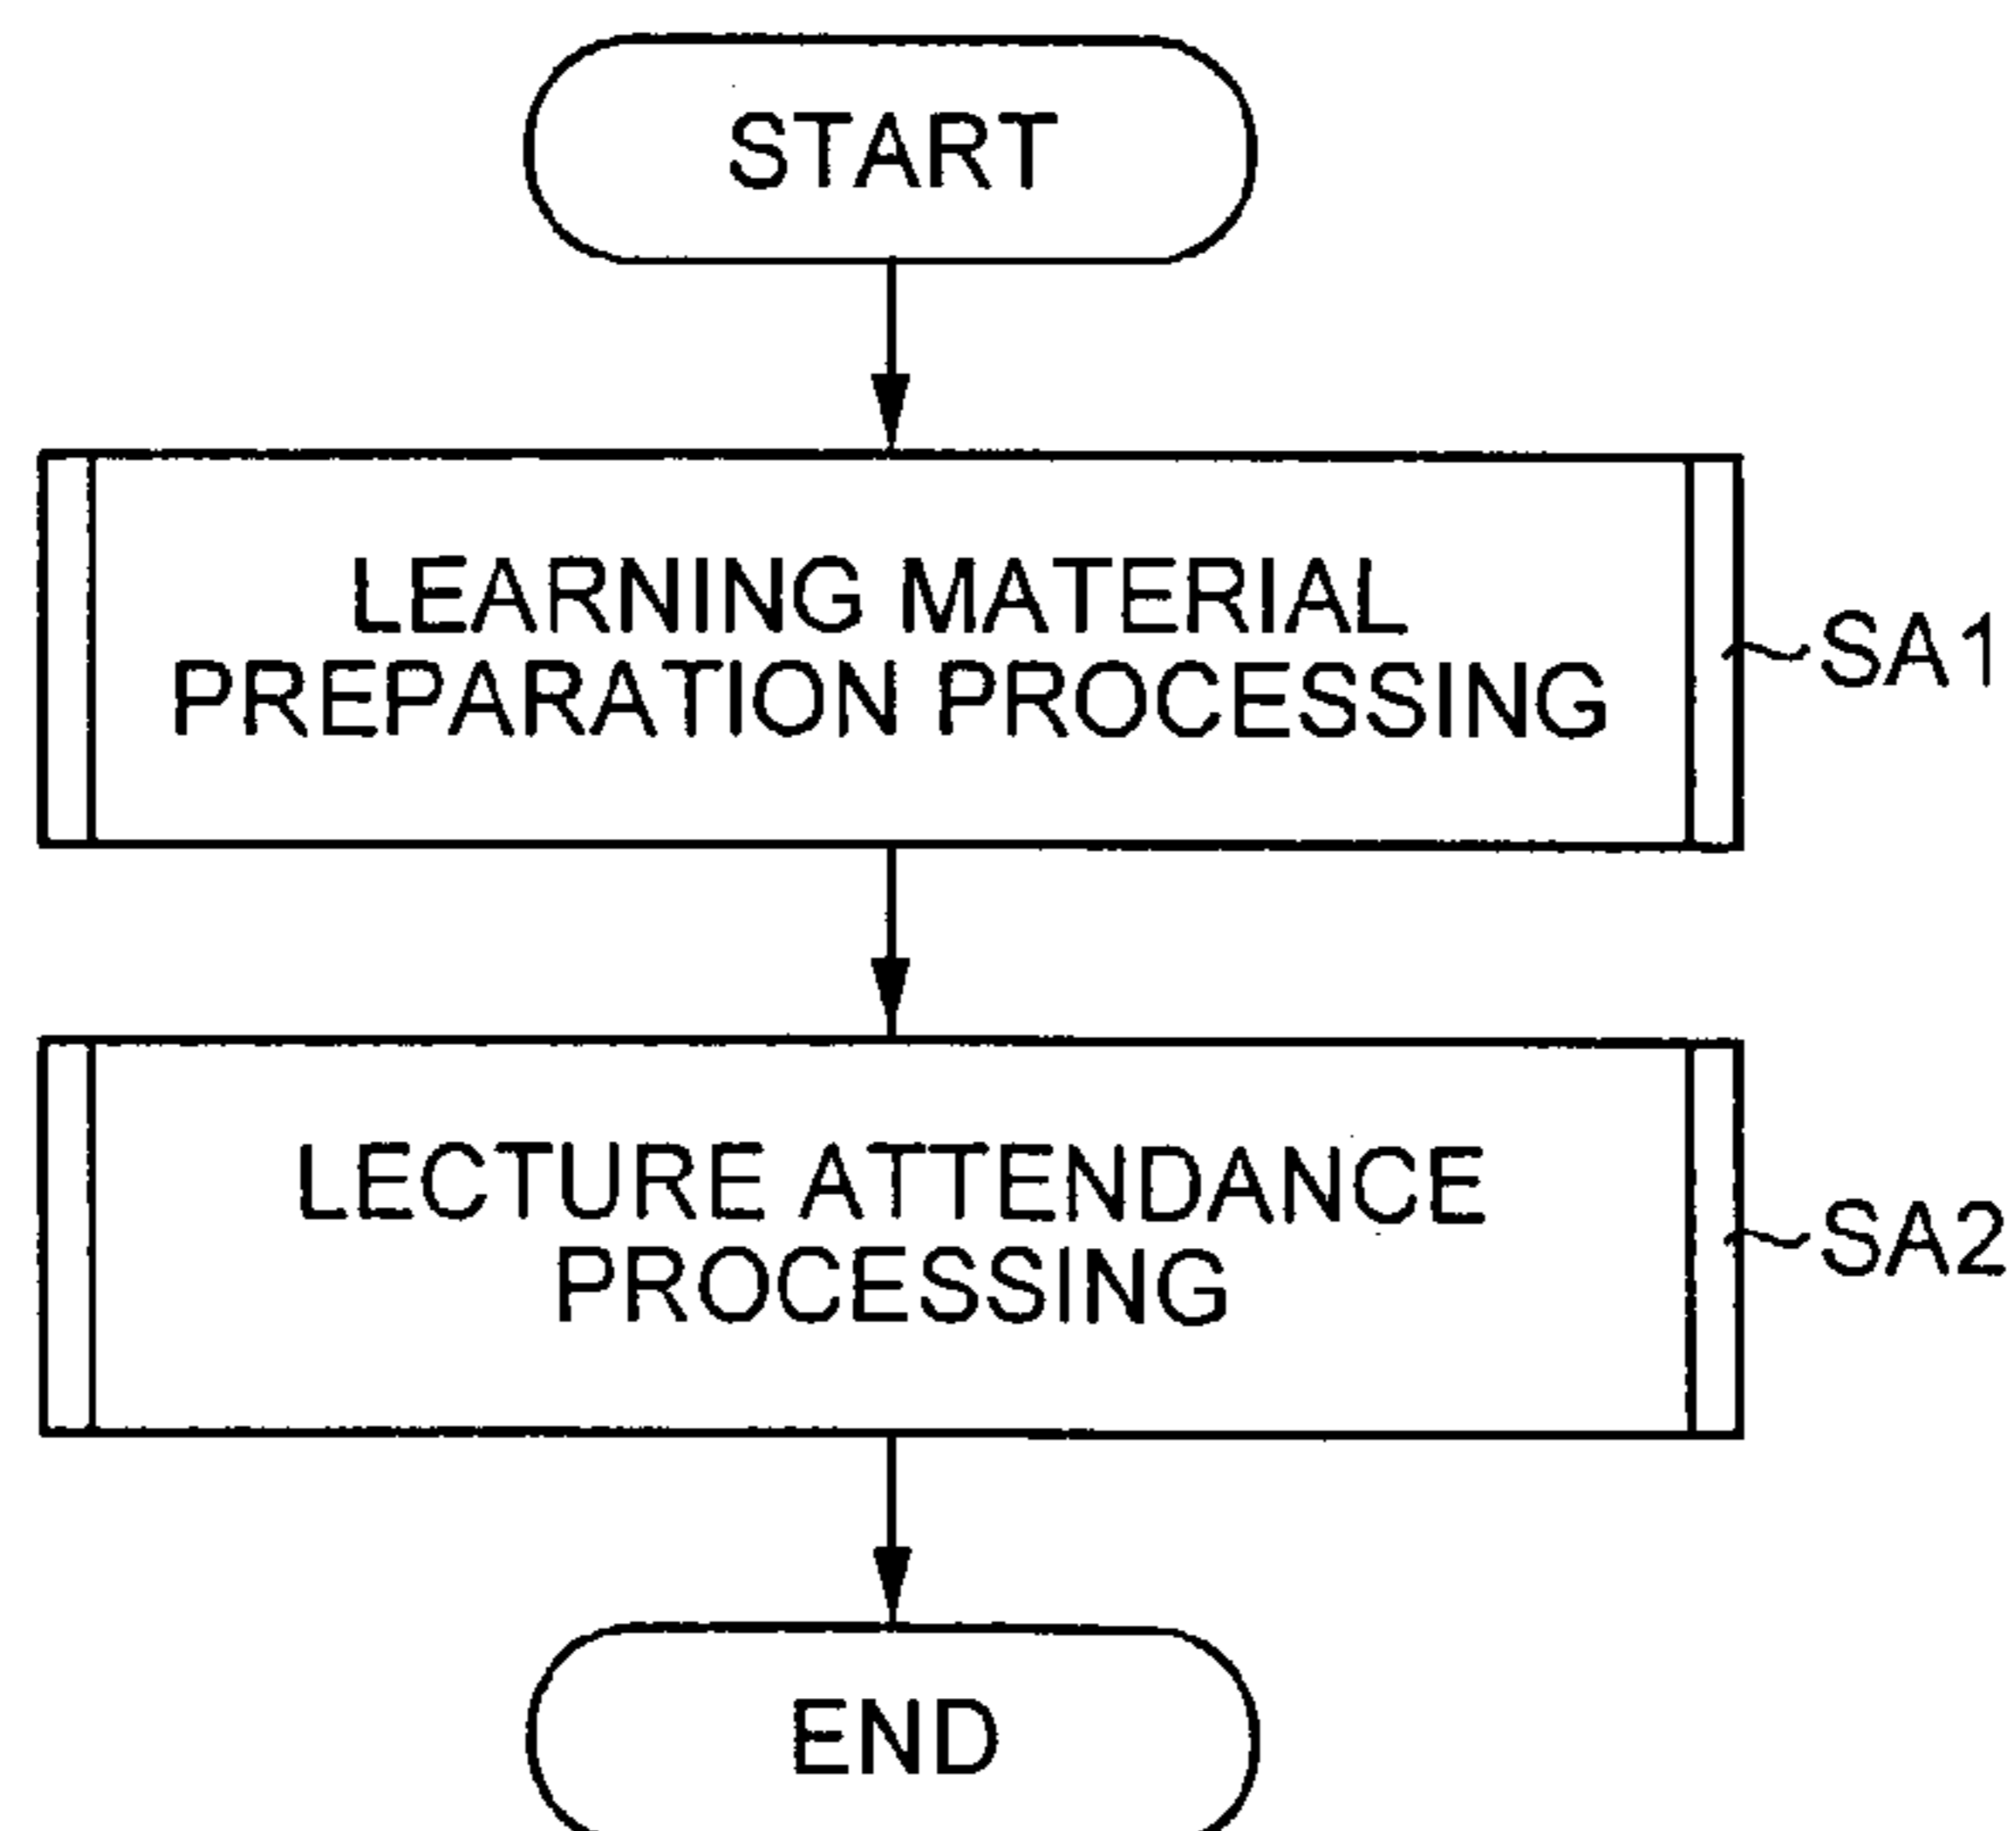 START
LEARNING MATERIAL
PREPARATION PROCESSING
SA1
LECTURE ATTENDANCE
PROCESSING
SA2
END